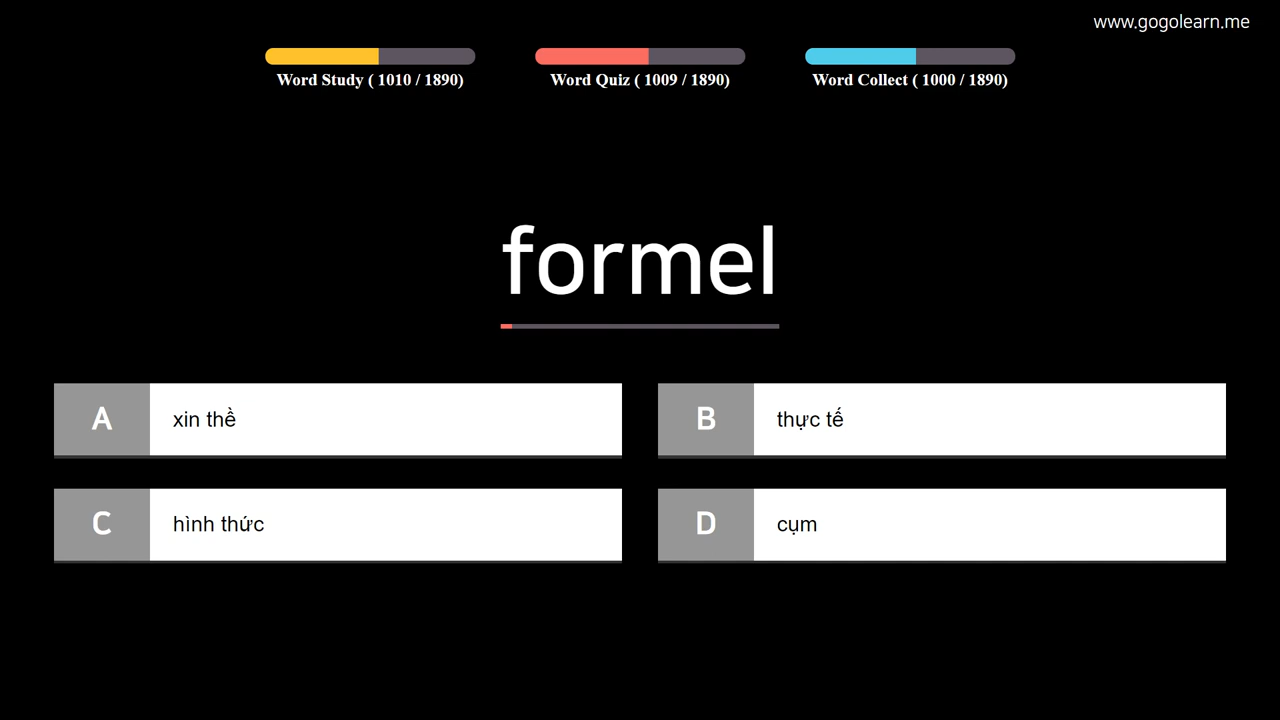 www.gogolearn.me
Word Study ( 1010 / 1890)
Word Quiz ( 1009 / 1890)
Word Collect ( 1000 / 1890)
formel
A xin thề
B thực tế
C hình thức
D cụm